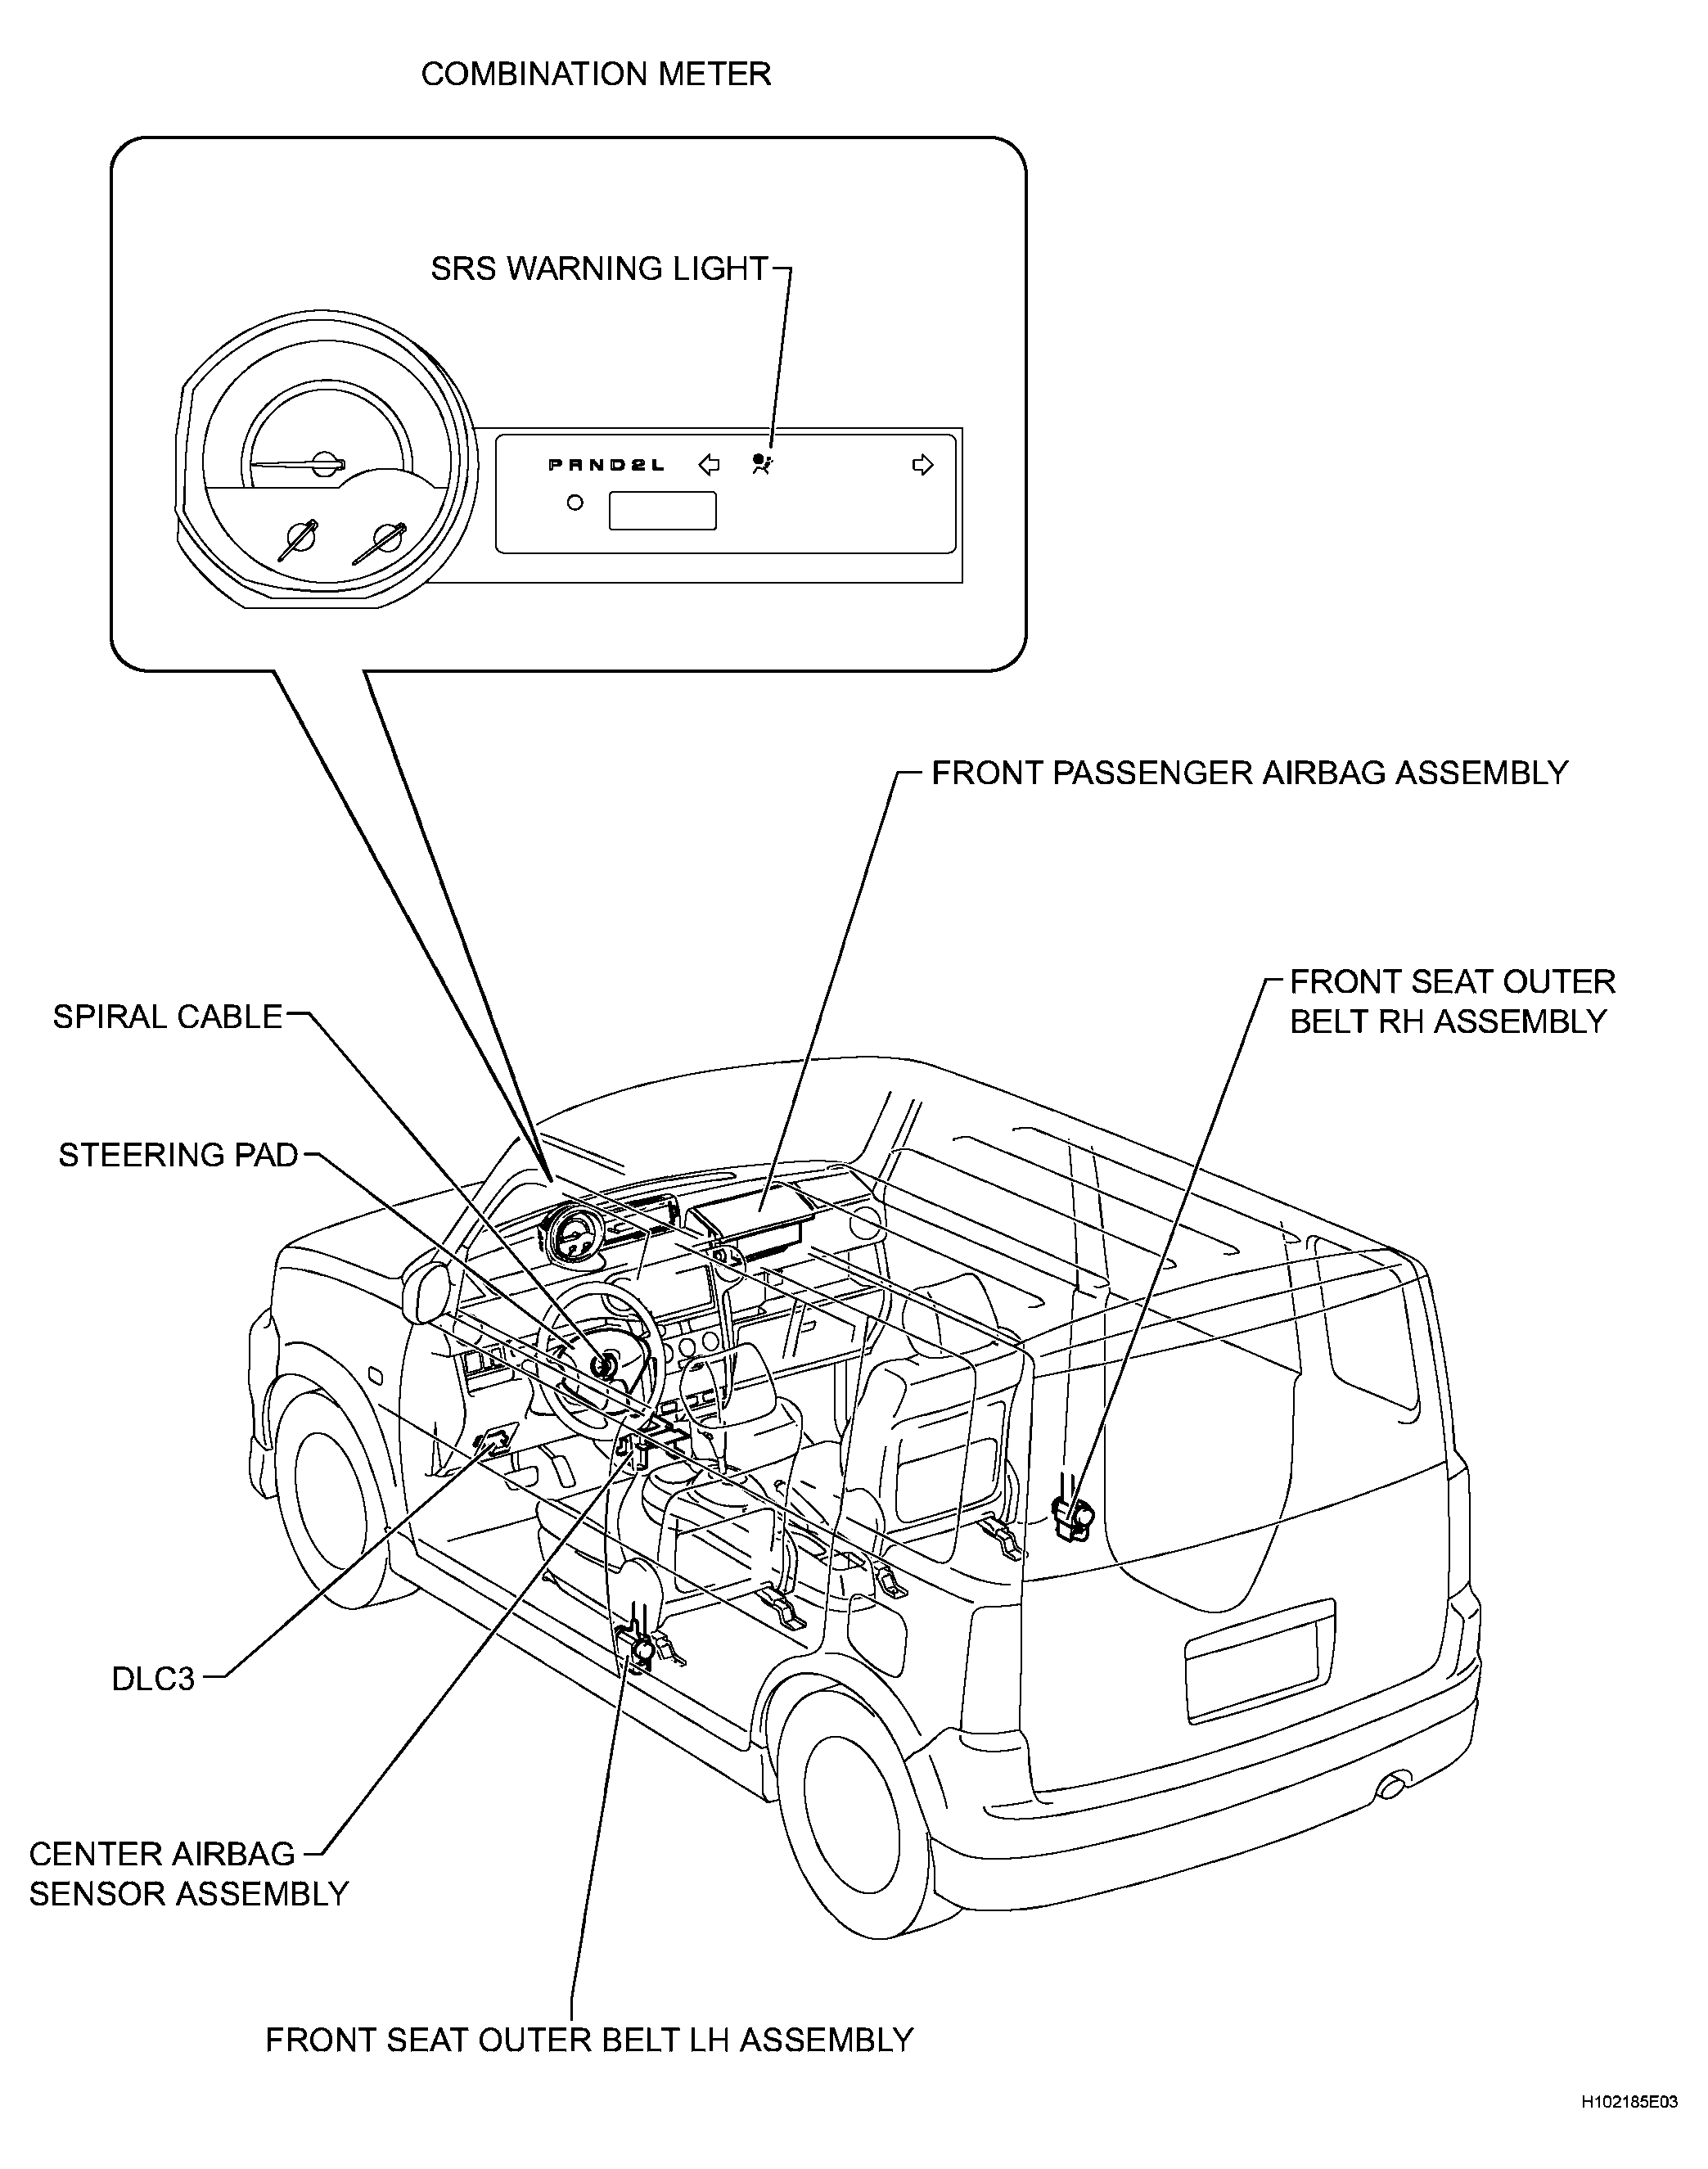 COMBINATION METER
SRS WARNING LIGHT
P R N D 2 L
FRONT PASSENGER AIRBAG ASSEMBLY
FRONT SEAT OUTER
BELT RH ASSEMBLY
SPIRAL CABLE
STEERING PAD
DLC3
CENTER AIRBAG
SENSOR ASSEMBLY
FRONT SEAT OUTER BELT LH ASSEMBLY
H102185E03